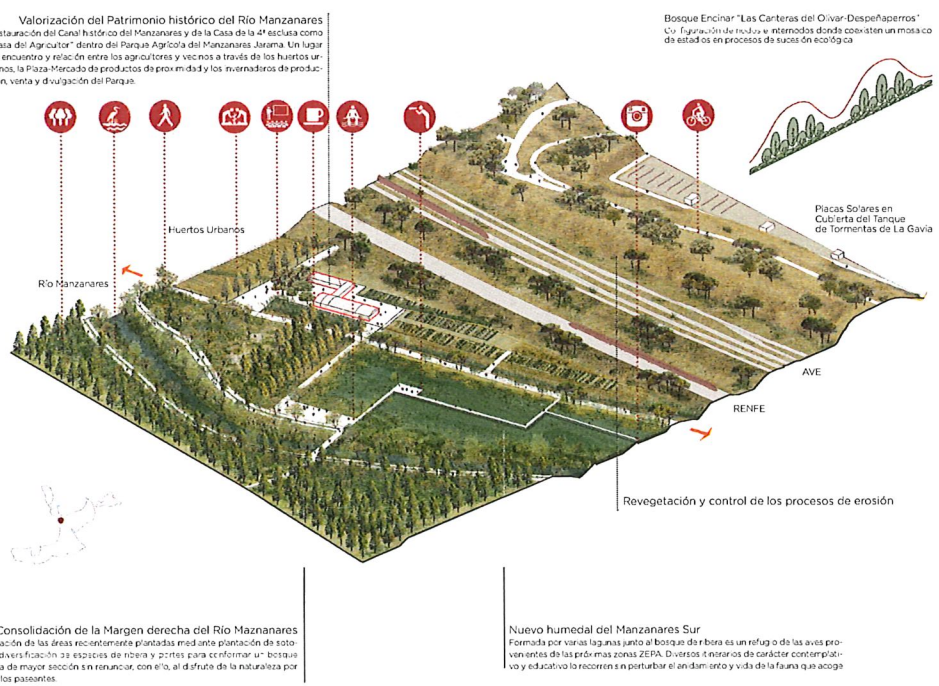 Valorización del Patrimonio histórico del Río Manzanares
stauración del Canal histórico del Manzanares y de la Casa de la 4ª esclusa como
asa del Agricultor" dentro del Parque Agrícola del Manzanares Jarama. Un lugar
encuentro y relación entre los agricultores y vecinos a través de los huertos ur-
nos, la Plaza-Mercado de productos de proximidad y los invernaderos de produc-
ón, venta y divulgación del Parque.
Bosque Encinar "Las Canteras del Olivar-Despeñaperros"
Configuración de nodos e internodos donde coexisten un mosaico
de estadios en procesos de sucesión ecológica
Placas Solares en
Cubierta del Tanque
de Tormentas de La Gavia
Huertos Urbanos
Río Manzanares
AVE
RENFE
Revegetación y control de los procesos de erosión
Consolidación de la Margen derecha del Río Maznanares
ación de las áreas recientemente plantadas mediante plantación de soto-
diversificación de especies de ribera y portes para conformar un bosque
a de mayor sección sin renunciar, con ello, al disfrute de la naturaleza por
los paseantes.
Nuevo humedal del Manzanares Sur
Formada por varias lagunas junto al bosque de ribera es un refugio de las aves pro-
venientes de las próximas zonas ZEPA. Diversos itinerarios de carácter contemplati-
vo y educativo lo recorren sin perturbar el anidamiento y vida de la fauna que acoge